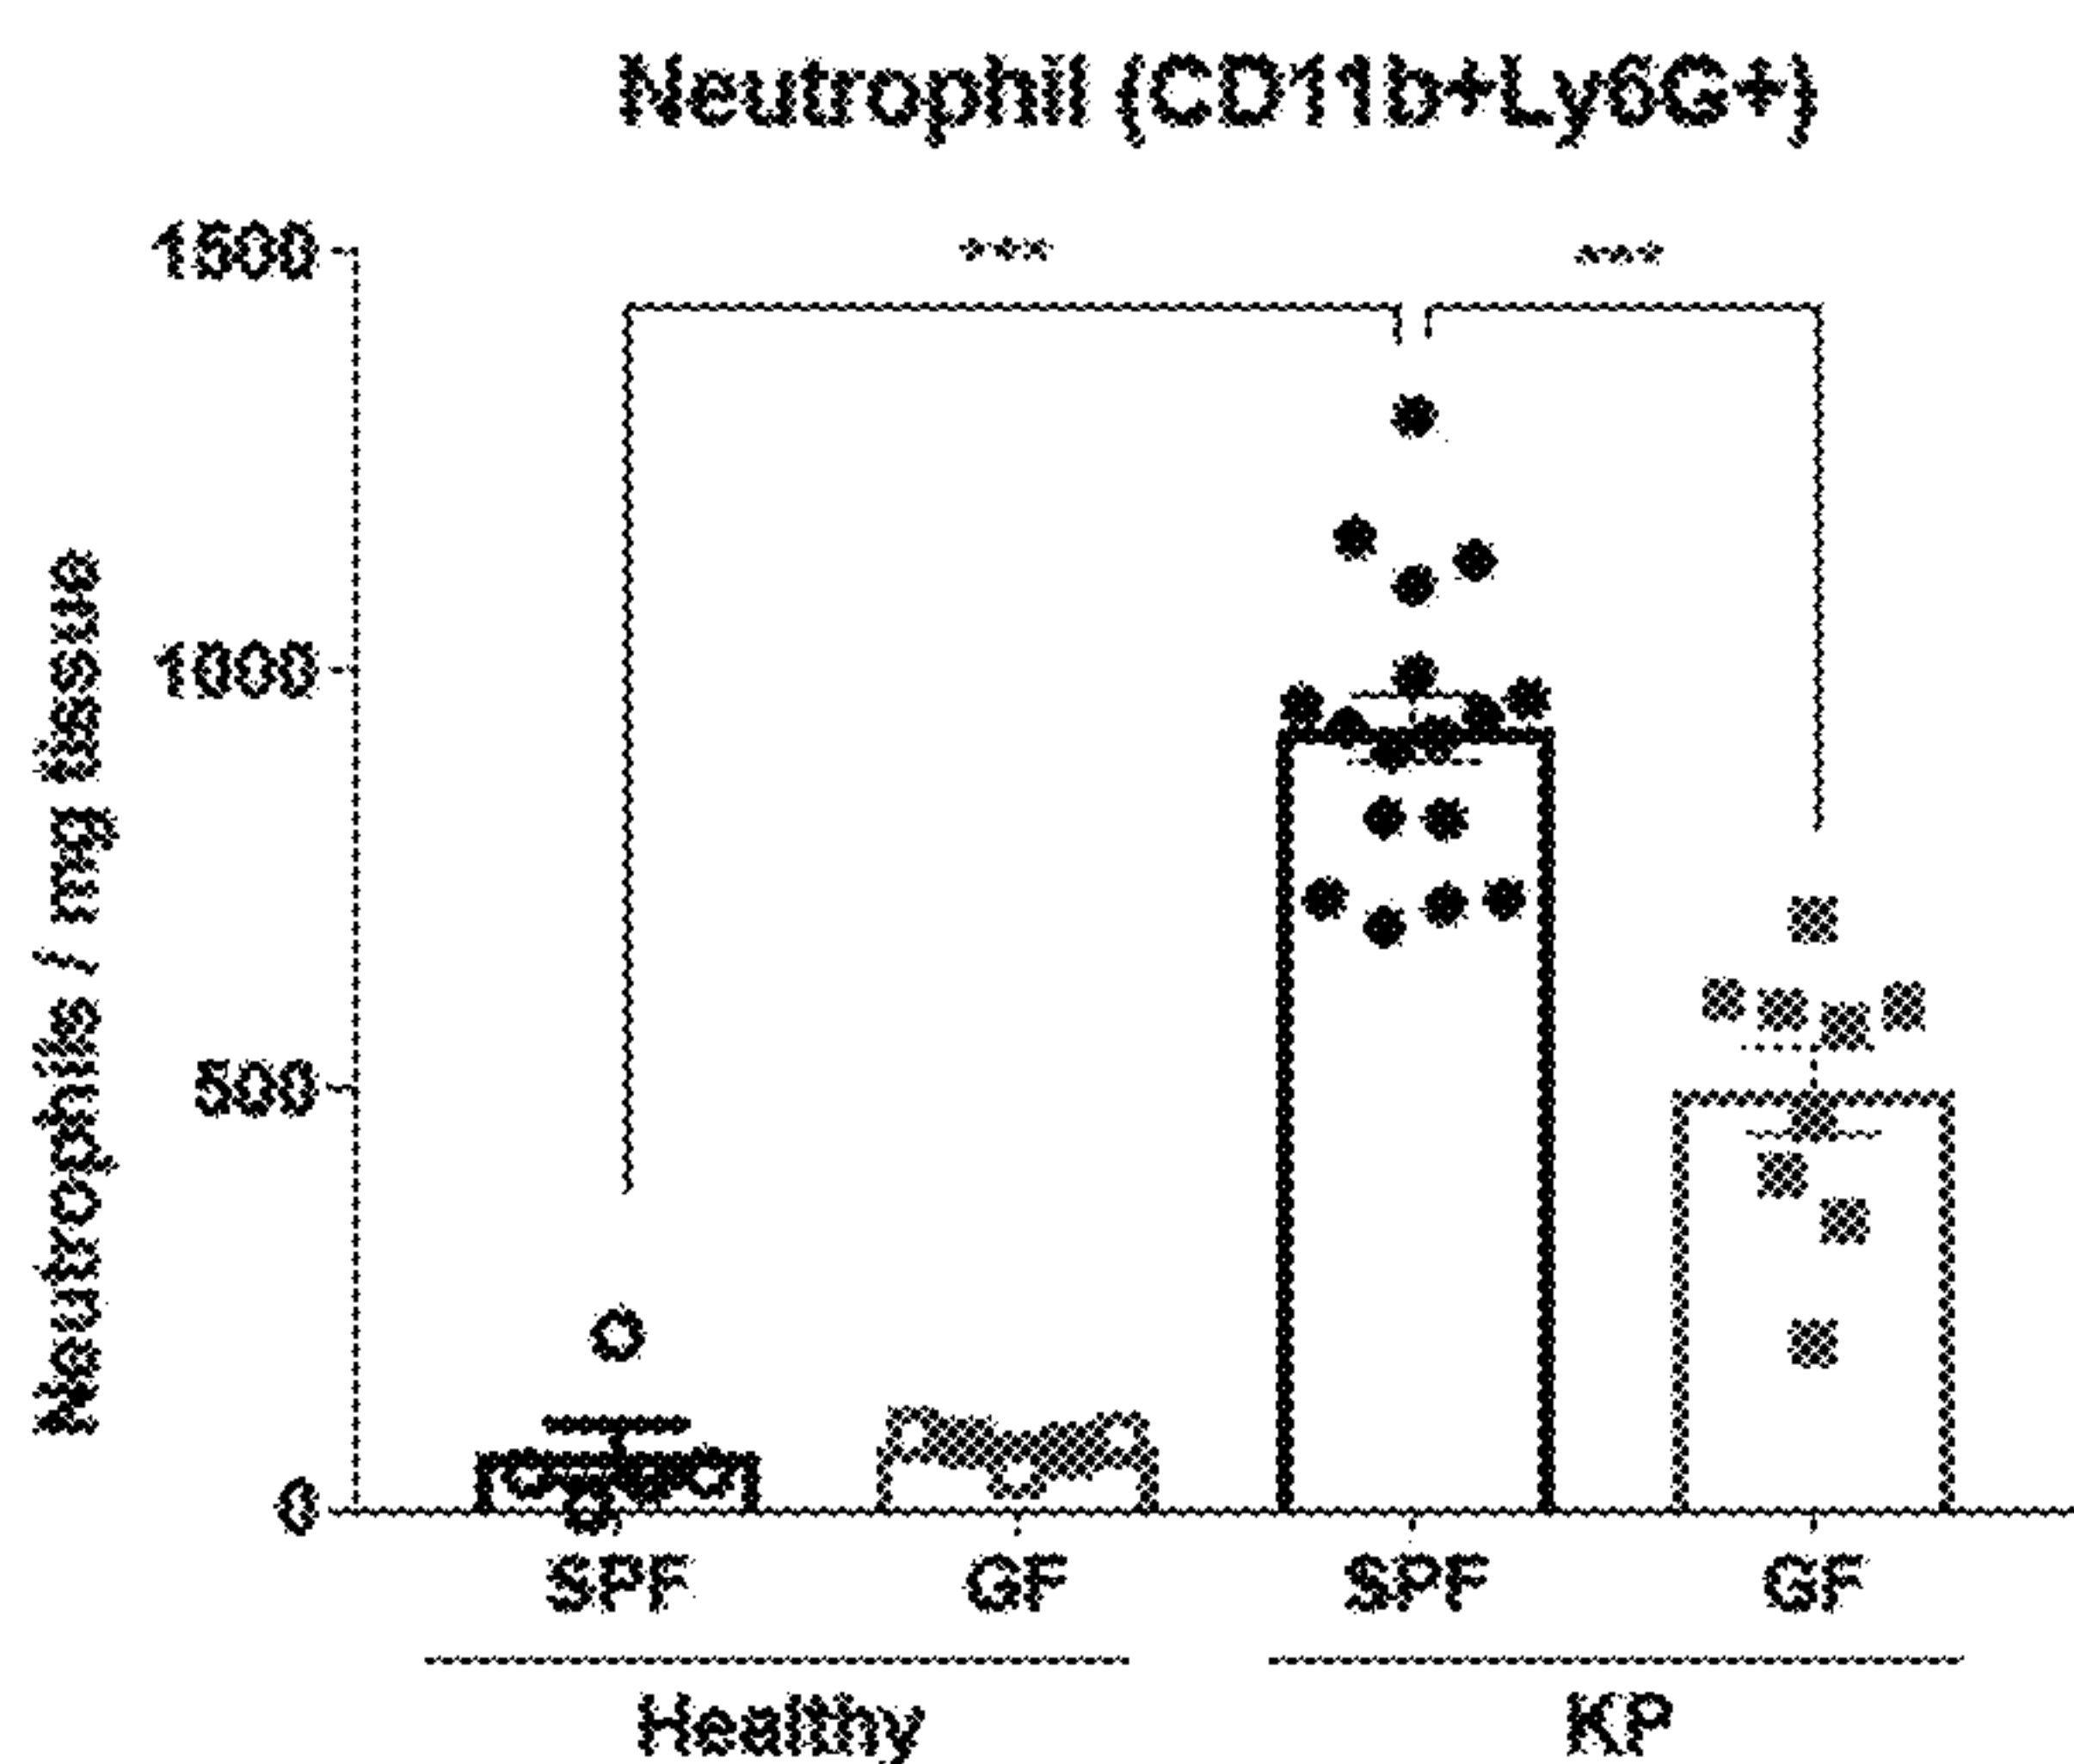 Neutrophil (CD11b+Ly6G+)
*** ***
1500
1000
500
0
Neutrophils / mg tissue
SPF GF SPF GF
Healthy KP